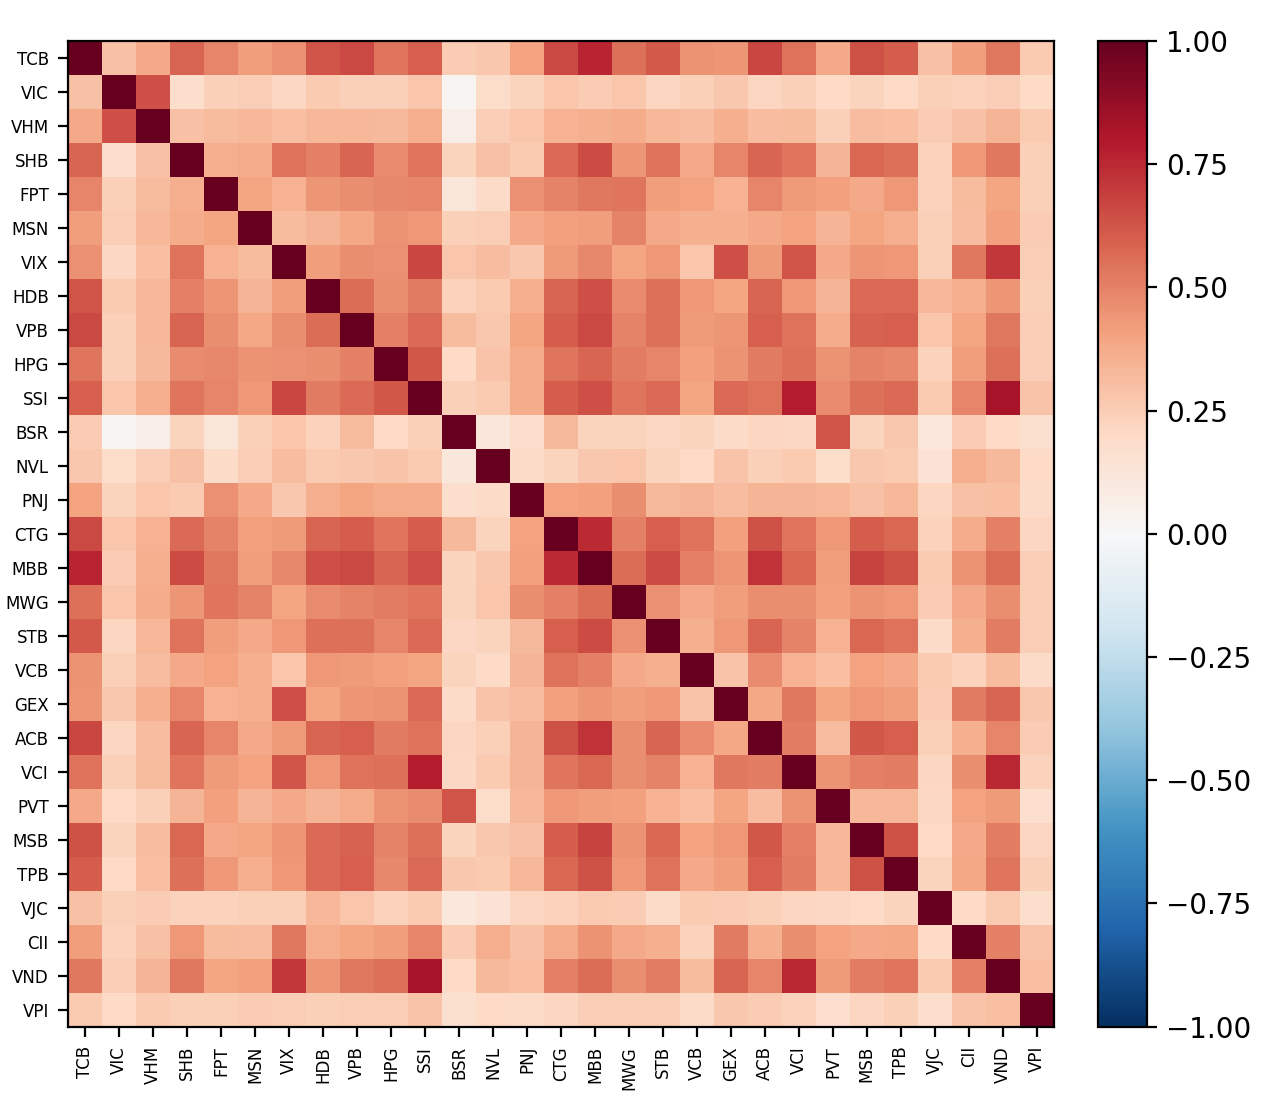 TCB
VIC
VHM
SHB
FPT
MSN
VIX
HDB
VPB
HPG
SSI
BSR
NVL
PNJ
CTG
MBB
MWG
STB
VCB
GEX
ACB
VCI
PVT
MSB
TPB
VJC
CII
VND
VPI
TCB VIC VHM SHB FPT MSN VIX HDB VPB HPG SSI BSR NVL PNJ CTG MBB MWG STB VCB GEX ACB VCI PVT MSB TPB VJC CII VND VPI
1.00
0.75
0.50
0.25
0.00
−0.25
−0.50
−0.75
−1.00